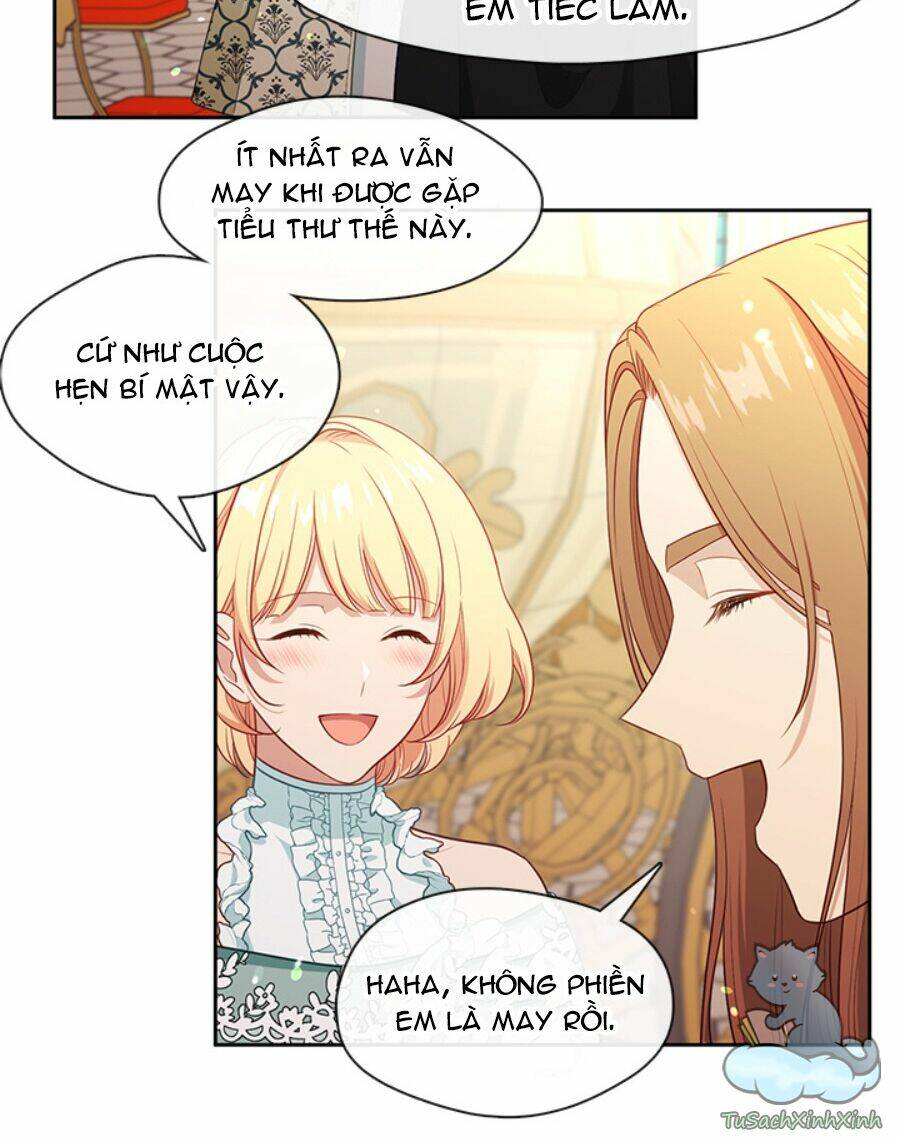 EM TIẾC LẮM.
ÍT NHẤT RA VẪN
MAY KHI ĐƯỢC GẶP
TIỂU THƯ THẾ NÀY.
CỨ NHƯ CUỘC
HẸN BÍ MẬT VẬY.
HAHA, KHÔNG PHIỀN
EM LÀ MAY RỒI.
TuSachXinhXinh